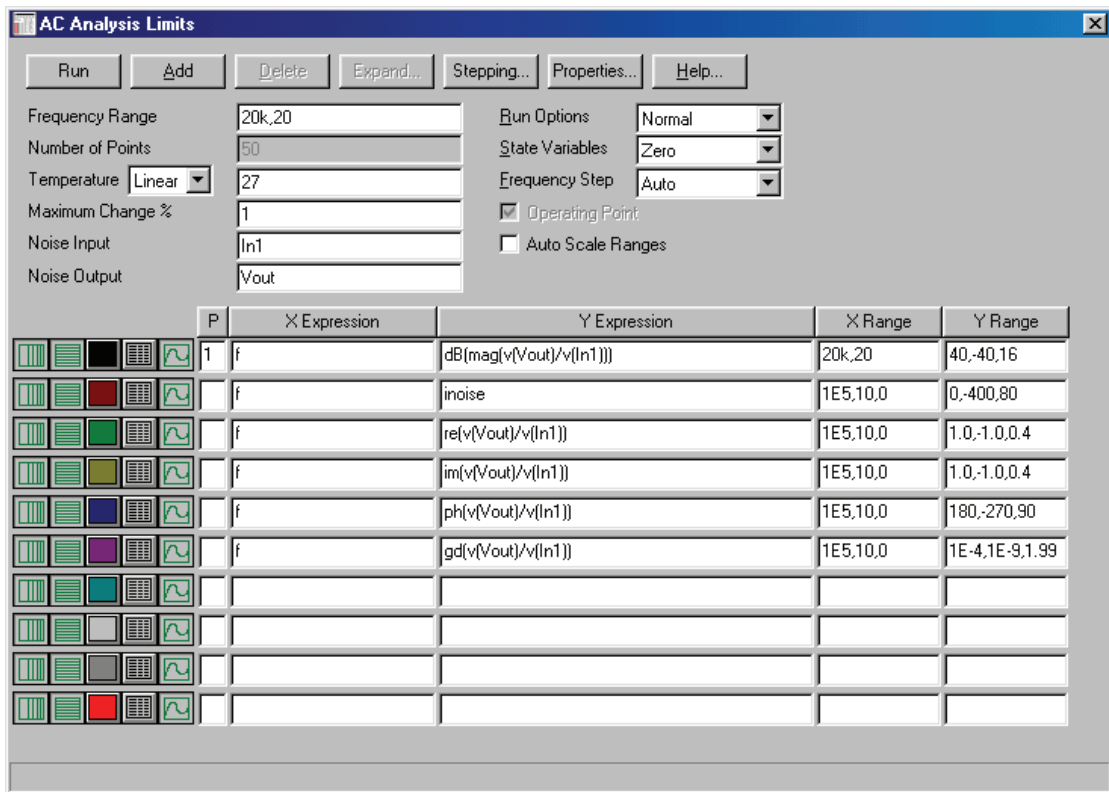 AC Analysis Limits
Run Add Delete Expand... Stepping... Properties... Help...
Frequency Range 20k,20 Run Options Normal
Number of Points 50 State Variables Zero
Temperature Linear 27 Frequency Step Auto
Maximum Change % 1 Operating Point
Noise Input In1 Auto Scale Ranges
Noise Output Vout
P X Expression Y Expression X Range Y Range
1 f dB(mag(v(Vout)/v(In1))) 20k,20 40,-40,16
f inoise 1E5,10,0 0,-400,80
f re(v(Vout)/v(In1)) 1E5,10,0 1.0,-1.0,0.4
f im(v(Vout)/v(In1)) 1E5,10,0 1.0,-1.0,0.4
f ph(v(Vout)/v(In1)) 1E5,10,0 180,-270,90
f gd(v(Vout)/v(In1)) 1E5,10,0 1E-4,1E-9,1.99